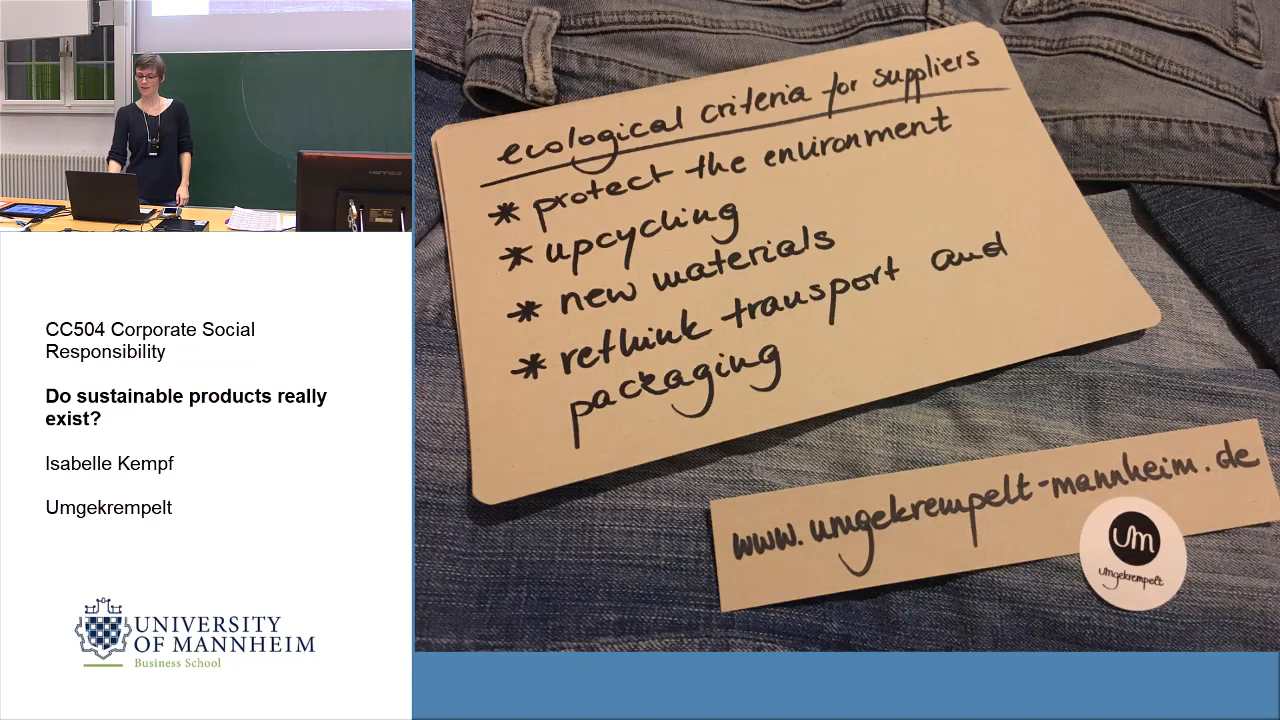 CC504 Corporate Social
Responsibility
Do sustainable products really
exist?
Isabelle Kempf
Umgekrempelt
UNIVERSITY
OF MANNHEIM
Business School
ecological criteria for suppliers
* protect the environment
* upcycling
* new materials
* rethink transport and
packaging
www.umgekrempelt-mannheim.de
um
umgekrempelt